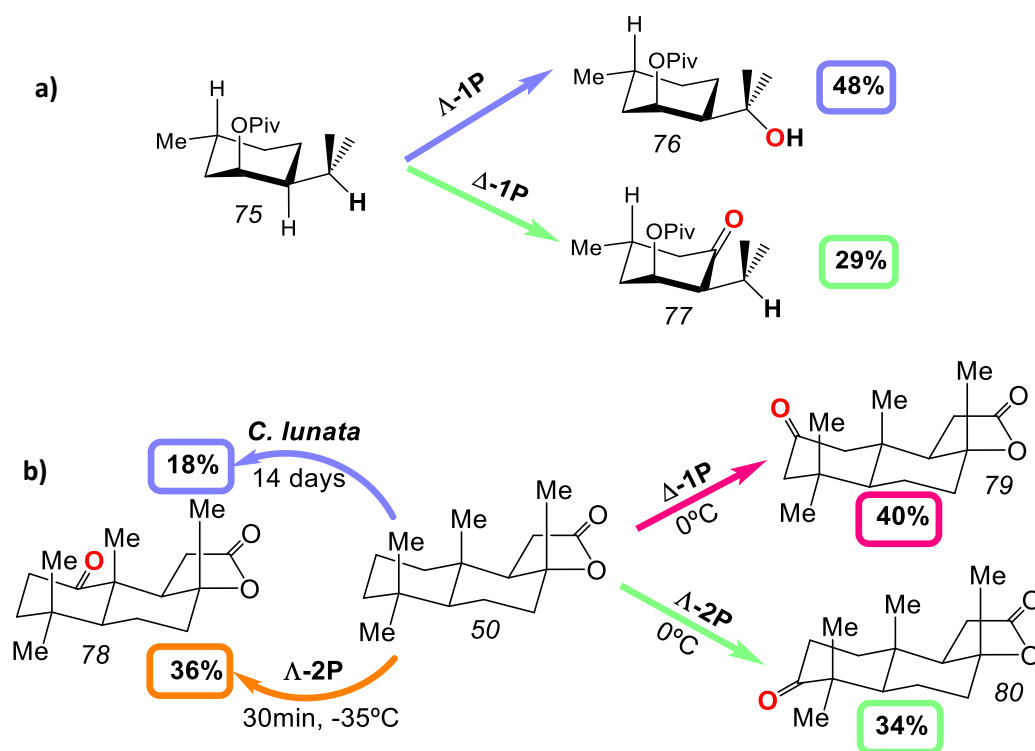 a)
H
OPiv
Me
H
H
75
Λ-1P
Δ-1P
H
OPiv
Me
OH
76
48%
H
O
OPiv
Me
H
77
29%
b)
18%
C. lunata
14 days
Me
Me
O
Me
O
O
Me
78
36%
Λ-2P
30min, -35ºC
Me
Me
Me
O
O
Me
50
Δ-1P
0ºC
Me
O
Me
Me
O
O
Me
79
40%
Λ-2P
0ºC
Me
Me
Me
O
O
O
Me
80
34%